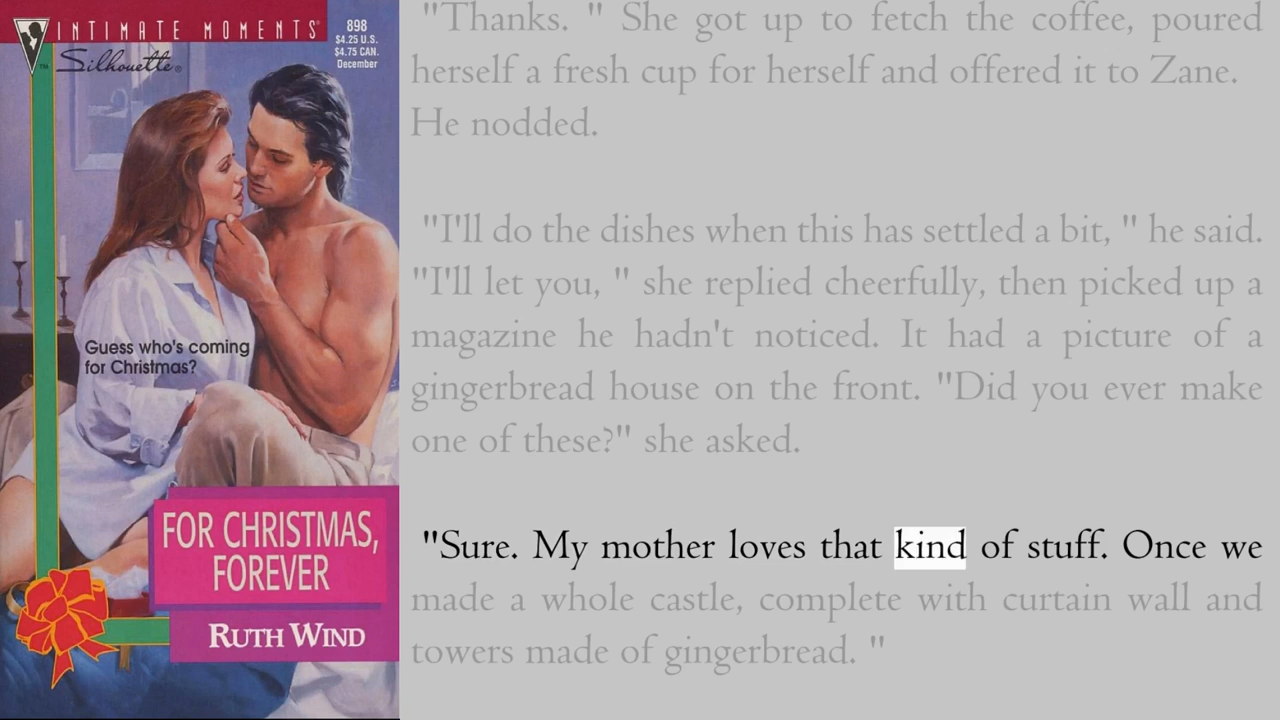 INTIMATE MOMENTS®
Silhouette®
TM
898
$4.25 U.S.
$4.75 CAN.
December
Guess who's coming
for Christmas?
FOR CHRISTMAS,
FOREVER
RUTH WIND
"Thanks. " She got up to fetch the coffee, poured
herself a fresh cup for herself and offered it to Zane.
He nodded.
"I'll do the dishes when this has settled a bit, " he said.
"I'll let you, " she replied cheerfully, then picked up a
magazine he hadn't noticed. It had a picture of a
gingerbread house on the front. "Did you ever make
one of these?" she asked.
"Sure. My mother loves that kind of stuff. Once we
made a whole castle, complete with curtain wall and
towers made of gingerbread. "